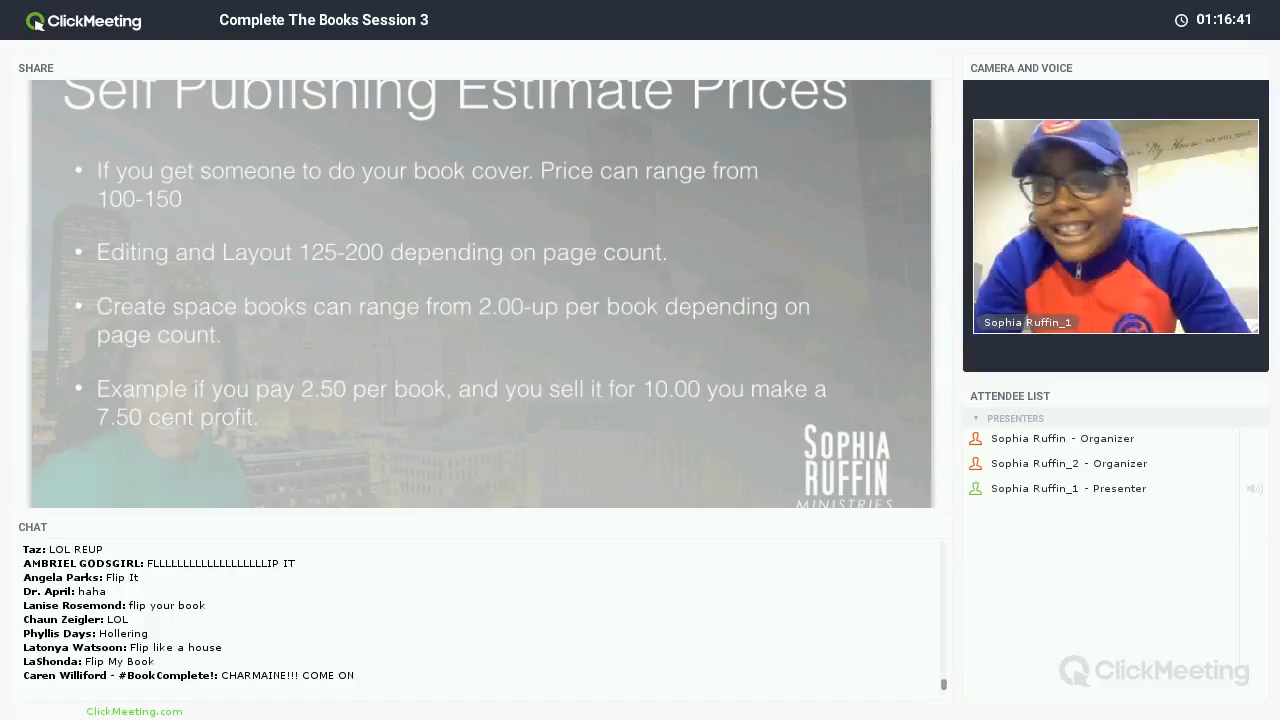 ClickMeeting
Complete The Books Session 3
01:16:41
SHARE
Self Publishing Estimate Prices
• If you get someone to do your book cover. Price can range from
100-150
• Editing and Layout 125-200 depending on page count.
• Create space books can range from 2.00-up per book depending on
page count.
• Example if you pay 2.50 per book, and you sell it for 10.00 you make a
7.50 cent profit.
SOPHIA
RUFFIN
MINISTRIES
CAMERA AND VOICE
"My House
Sophia Ruffin_1
ATTENDEE LIST
PRESENTERS
Sophia Ruffin - Organizer
Sophia Ruffin_2 - Organizer
Sophia Ruffin_1 - Presenter
CHAT
Taz: LOL REUP
AMBRIEL GODSGIRL: FLLLLLLLLLLLLLLLLLLLIP IT
Angela Parks: Flip It
Dr. April: haha
Lanise Rosemond: flip your book
Chaun Zeigler: LOL
Phyllis Days: Hollering
Latonya Watsoon: Flip like a house
LaShonda: Flip My Book
Caren Williford - #BookComplete!: CHARMAINE!!! COME ON
ClickMeeting
ClickMeeting.com